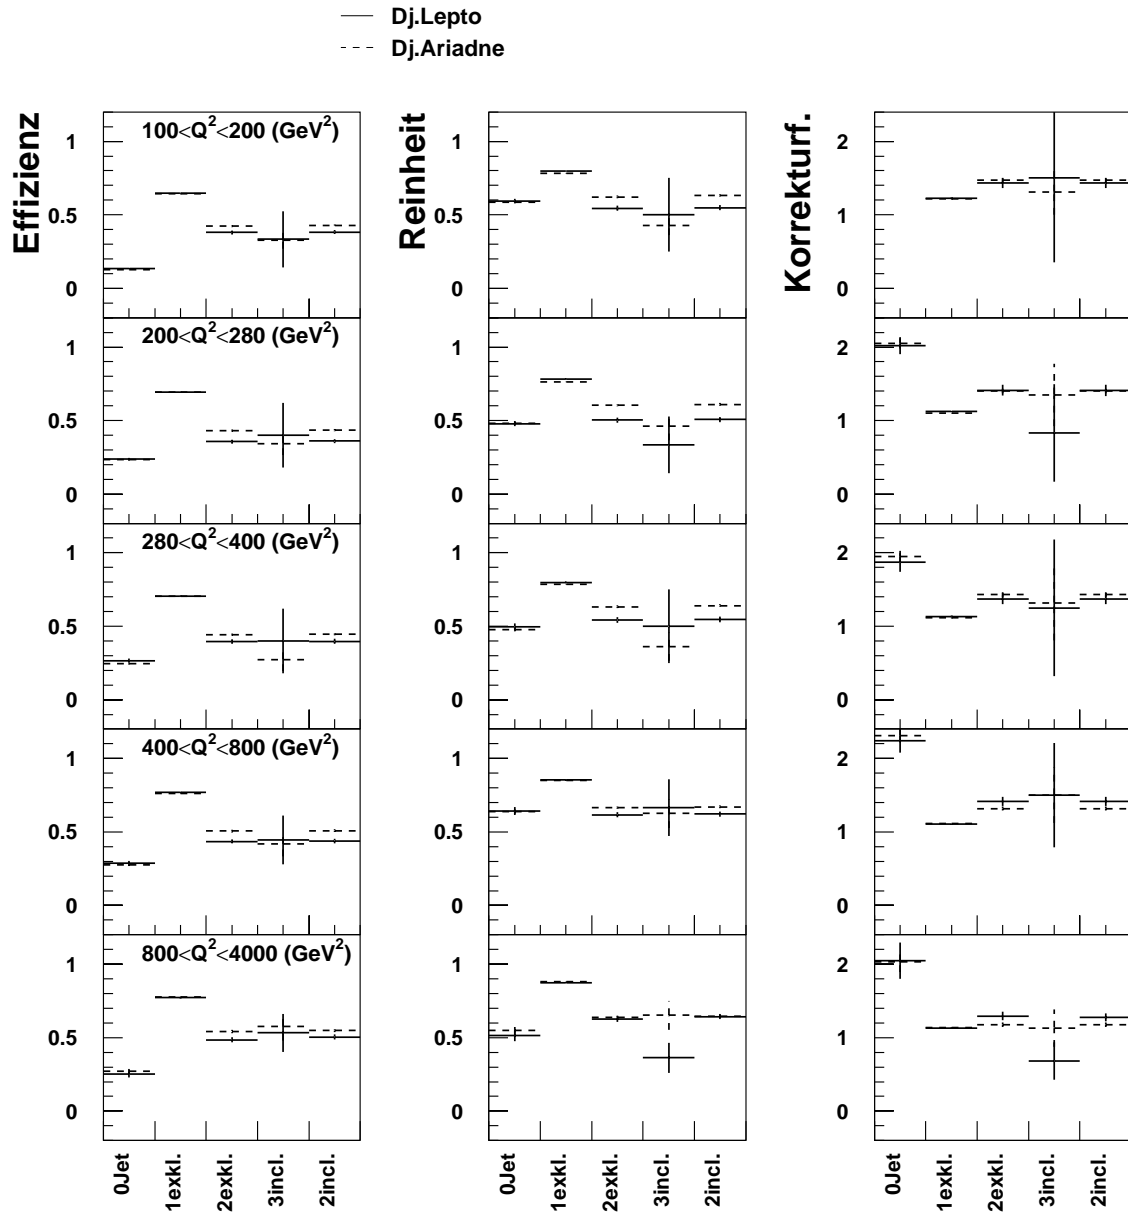 Dj.Lepto
Dj.Ariadne
Effizienz
Reinheit
Korrekturf.
100<Q²<200 (GeV²)
1
0.5
0
1
0.5
0
2
1
0
200<Q²<280 (GeV²)
1
0.5
0
1
0.5
0
2
1
0
280<Q²<400 (GeV²)
1
0.5
0
1
0.5
0
2
1
0
400<Q²<800 (GeV²)
1
0.5
0
1
0.5
0
2
1
0
800<Q²<4000 (GeV²)
1
0.5
0
1
0.5
0
2
1
0
0Jet
1exkl.
2exkl.
3incl.
2incl.
0Jet
1exkl.
2exkl.
3incl.
2incl.
0Jet
1exkl.
2exkl.
3incl.
2incl.